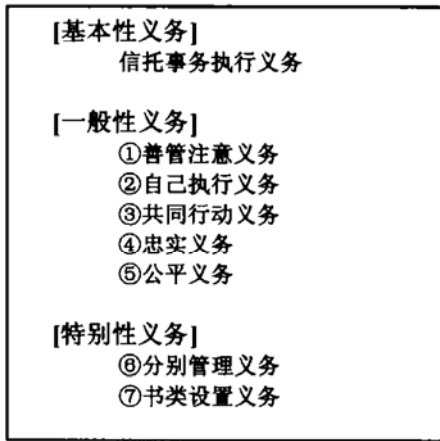 [基本性义务]
信托事务执行义务
[一般性义务]
①善管注意义务
②自己执行义务
③共同行动义务
④忠实义务
⑤公平义务
[特别性义务]
⑥分别管理义务
⑦书类设置义务